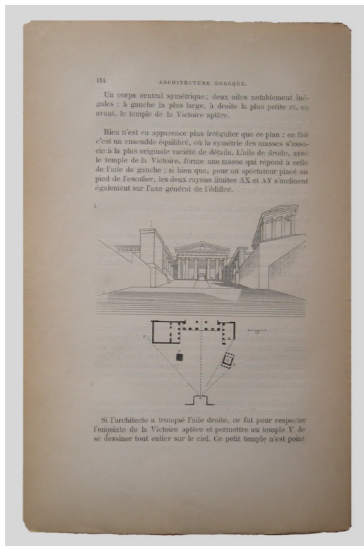 ARCHITECTURE GRECQUE.
Un corps central symétrique; deux ailes notablement iné-
gales : à gauche la plus large, à droite la plus petite et, en
avant, le temple de la Victoire aptère.
Rien n'est en apparence plus irrégulier que ce plan : en fait
c'est un ensemble équilibré, où la symétrie des masses s'asso-
cie à la plus originale variété de détails. L'aile de droite, avec
le temple de la Victoire, forme une masse qui répond à celle
de l'aile de gauche : si bien que, pour un spectateur placé au
pied de l'escalier, les deux rayons limites AX et AY s'inclinent
également sur l'axe général de l'édifice.
Si l'architecte a tronqué l'aile droite, ce fut pour respecter
l'enceinte de la Victoire aptère et permettre au temple V de
se dessiner tout entier sur le ciel. Ce petit temple n'est point